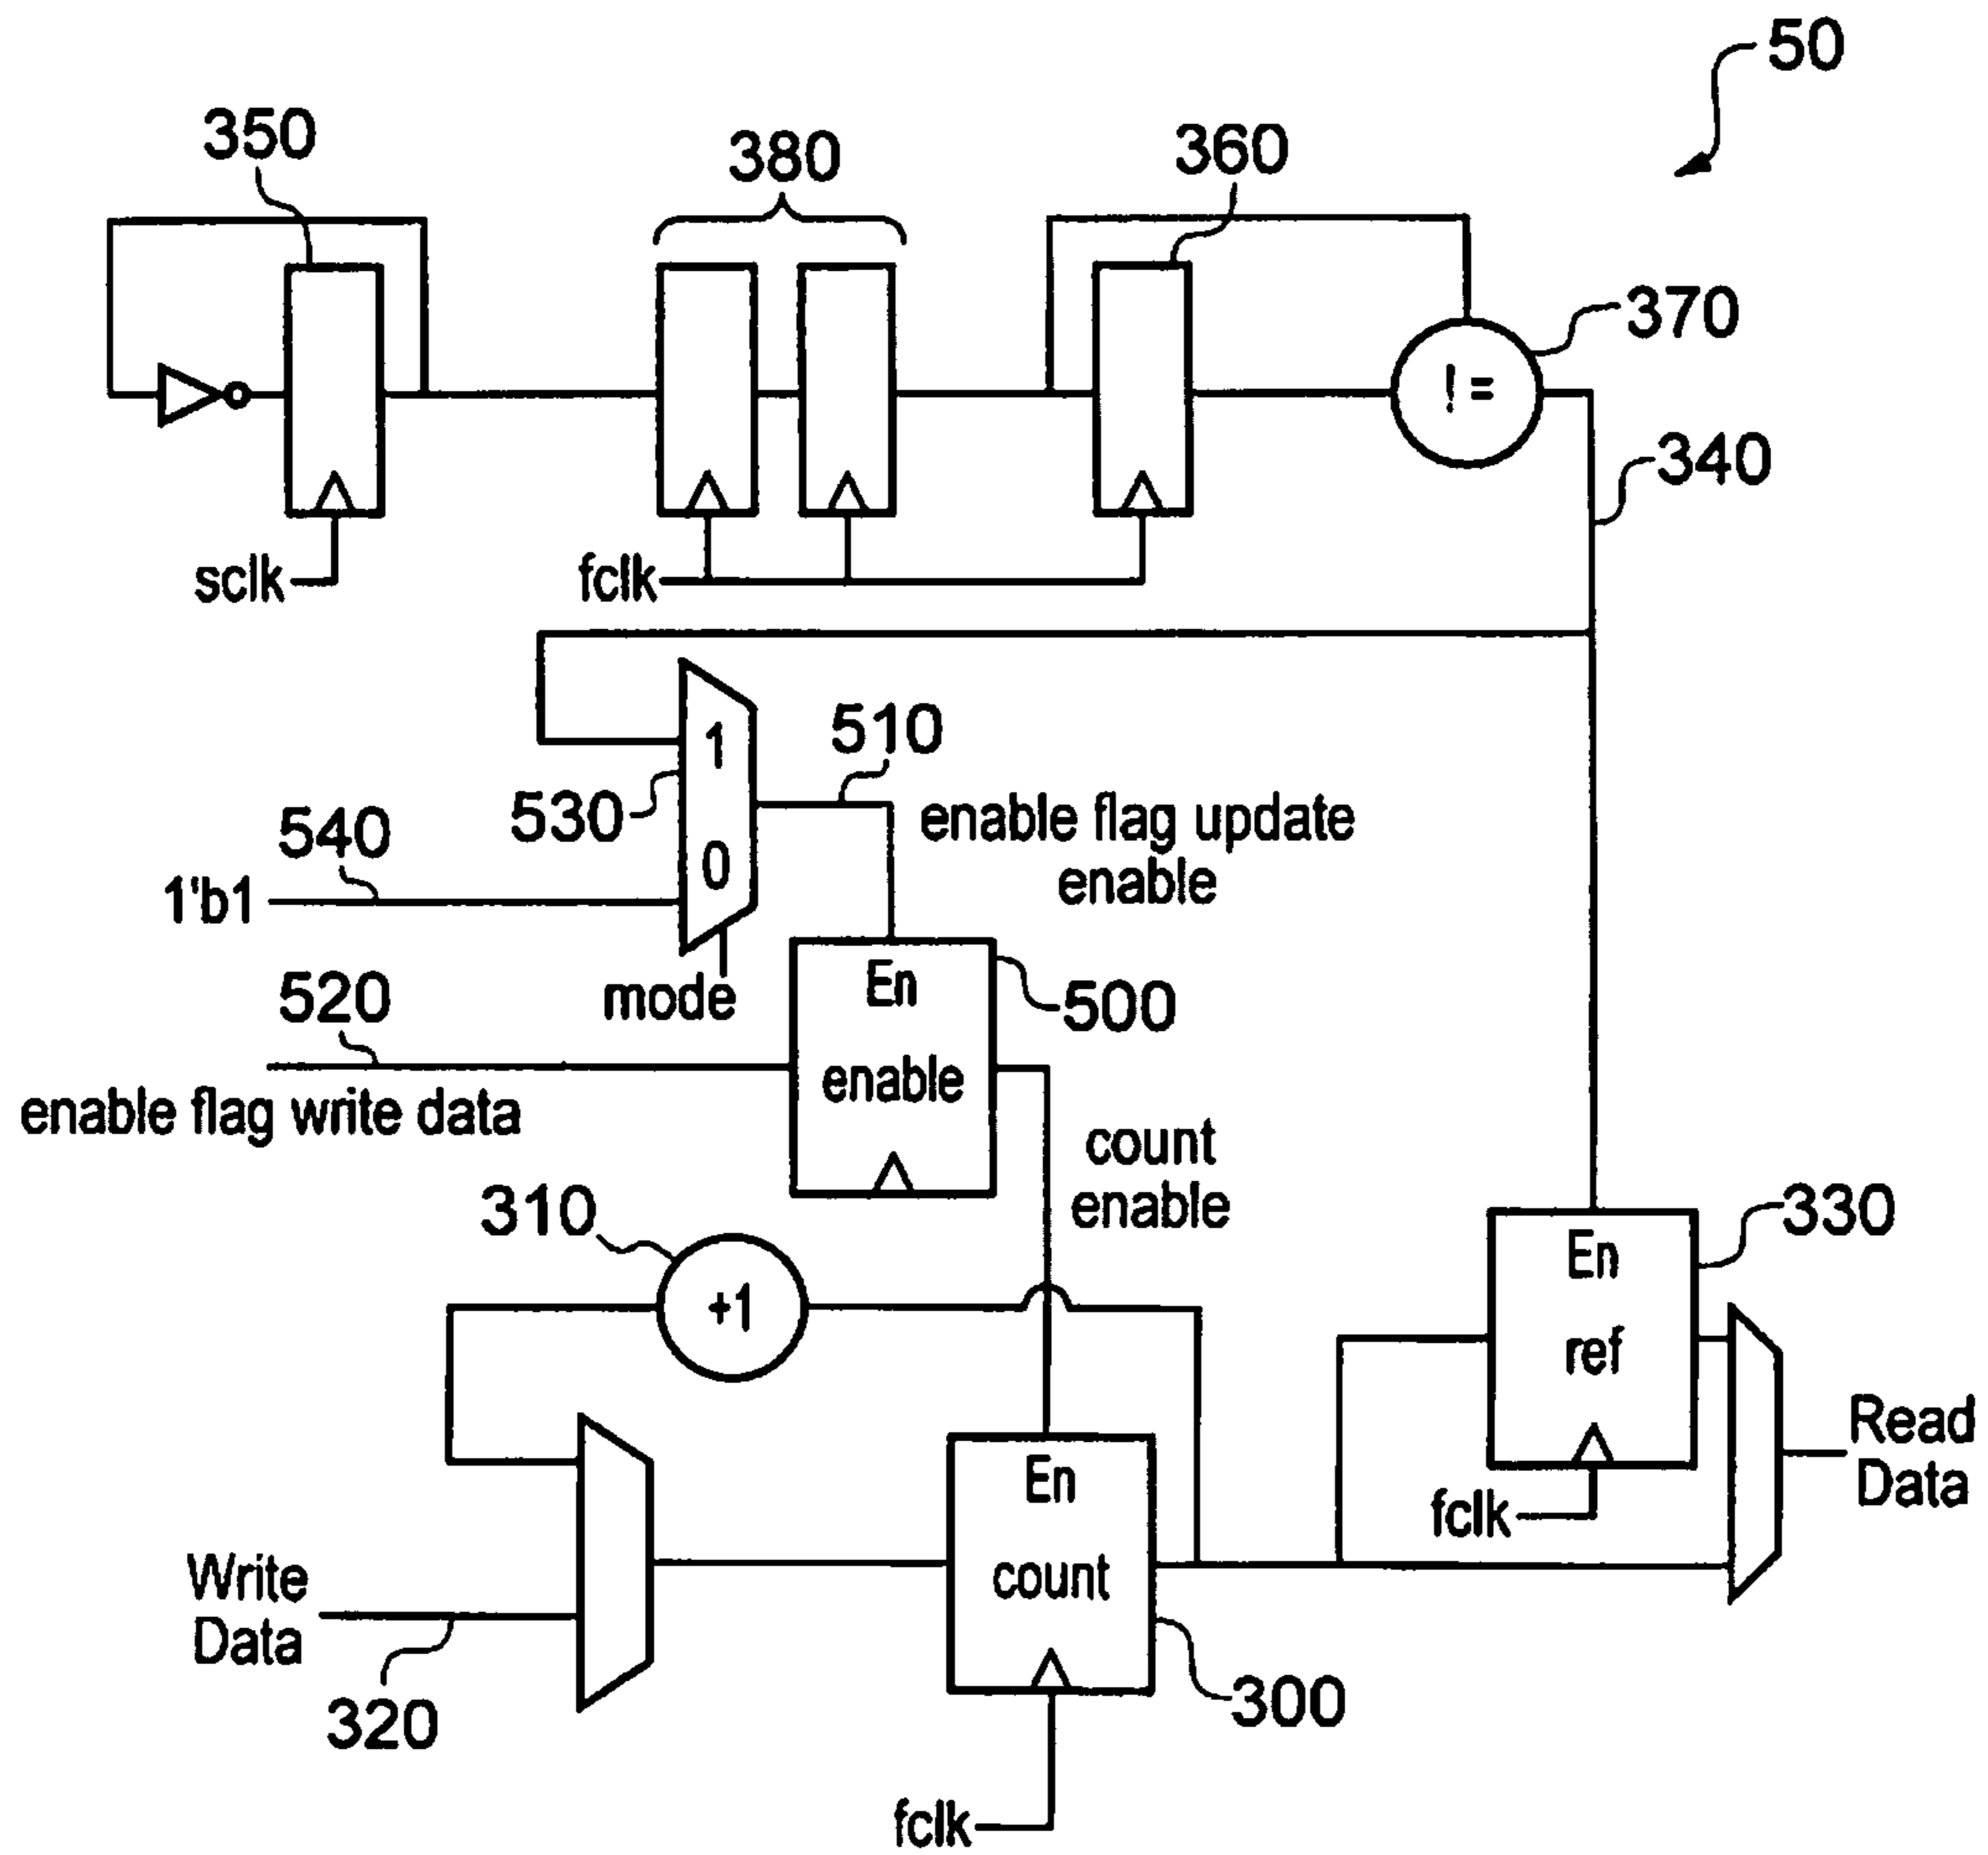 50
350
380
360
370
! =
340
sclk
fclk
1
510
530
enable flag update
enable
540
0
1'b1
En
520
mode
500
enable
enable flag write data
count
enable
310
330
En
+1
ref
Read
Data
En
fclk
Write
Data
count
320
300
fclk